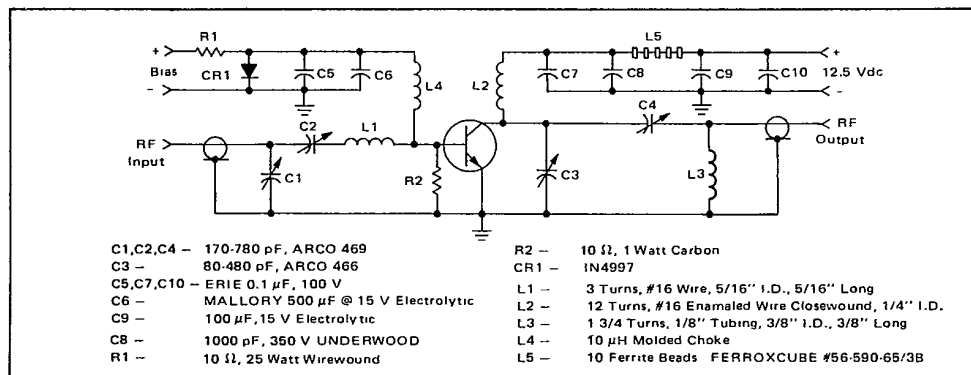 R1
L5
+
+
Bias
CR1
C5
C6
L4
L2
C7
C8
C9
C10
12.5 Vdc
-
-
C4
C2
L1
RF
Input
RF
Output
C1
R2
C3
L3
C1,C2,C4 – 170-780 pF, ARCO 469
C3 – 80-480 pF, ARCO 466
C5,C7,C10 – ERIE 0.1 μF, 100 V
C6 – MALLORY 500 μF @ 15 V Electrolytic
C9 – 100 μF, 15 V Electrolytic
C8 – 1000 pF, 350 V UNDERWOOD
R1 – 10 Ω, 25 Watt Wirewound
R2 – 10 Ω, 1 Watt Carbon
CR1 – IN4997
L1 – 3 Turns, #16 Wire, 5/16" I.D., 5/16" Long
L2 – 12 Turns, #16 Enamaled Wire Closewound, 1/4" I.D.
L3 – 1 3/4 Turns, 1/8" Tubing, 3/8" I.D., 3/8" Long
L4 – 10 μH Molded Choke
L5 – 10 Ferrite Beads FERROXCUBE #56-590-65/3B